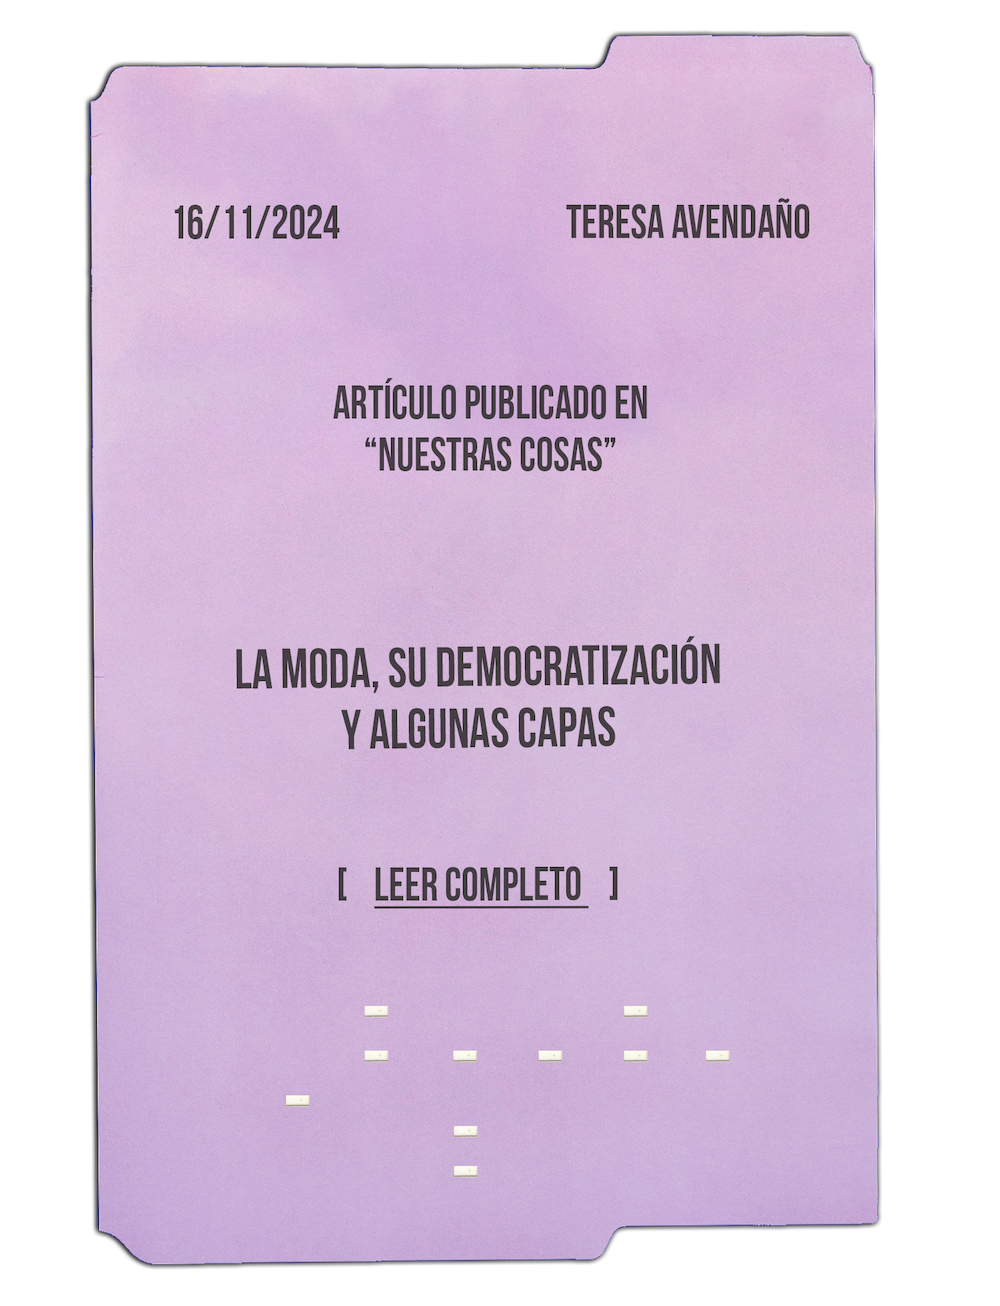 16/11/2024 TERESA AVENDAÑO
ARTÍCULO PUBLICADO EN
“NUESTRAS COSAS”
LA MODA, SU DEMOCRATIZACIÓN
Y ALGUNAS CAPAS
[ LEER COMPLETO ]